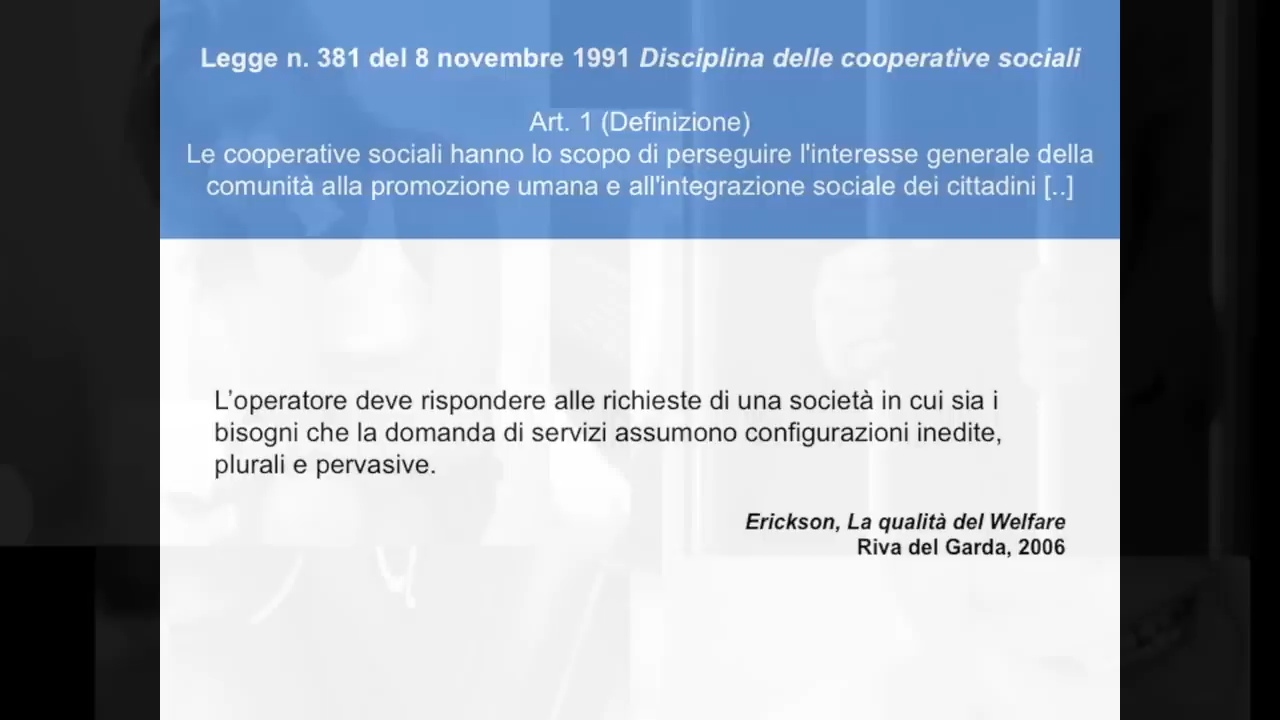 Legge n. 381 del 8 novembre 1991 Disciplina delle cooperative sociali
Art. 1 (Definizione)
Le cooperative sociali hanno lo scopo di perseguire l'interesse generale della
comunità alla promozione umana e all'integrazione sociale dei cittadini [..]
L’operatore deve rispondere alle richieste di una società in cui sia i
bisogni che la domanda di servizi assumono configurazioni inedite,
plurali e pervasive.
Erickson, La qualità del Welfare
Riva del Garda, 2006